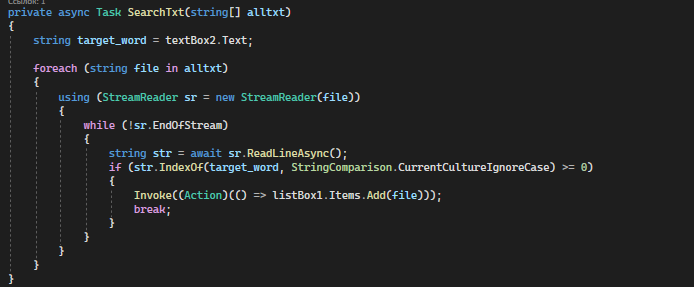 Ссылок: 1
private async Task SearchTxt(string[] alltxt)
{
    string target_word = textBox2.Text;

    foreach (string file in alltxt)
    {
        using (StreamReader sr = new StreamReader(file))
        {
            while (!sr.EndOfStream)
            {
                string str = await sr.ReadLineAsync();
                if (str.IndexOf(target_word, StringComparison.CurrentCultureIgnoreCase) >= 0)
                {
                    Invoke((Action)(() => listBox1.Items.Add(file)));
                    break;
                }
            }
        }
    }
}